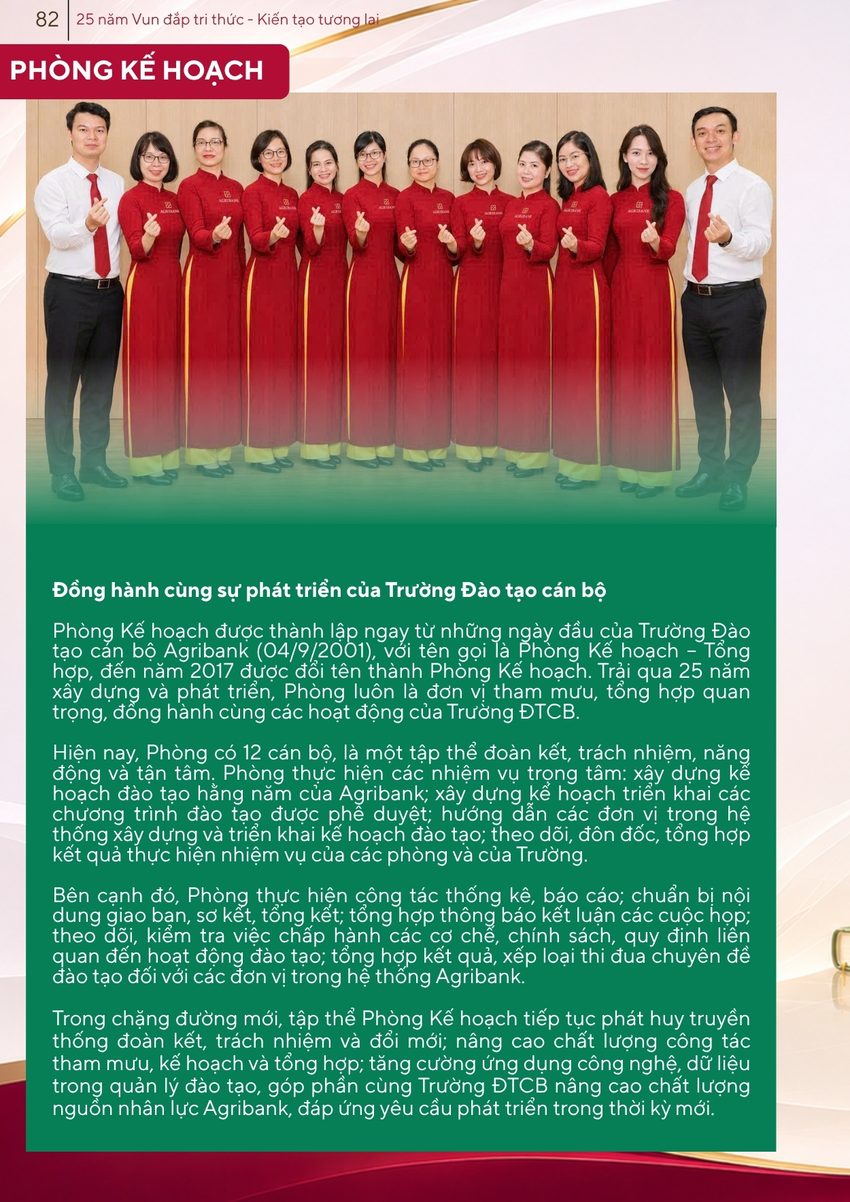 82
25 năm Vun đắp tri thức - Kiến tạo tương lai
PHÒNG KẾ HOẠCH
AGRIBANK
AGRIBANK
AGRIBANK
AGRIBANK
AGRIBANK
AGRIBANK
AGRIBANK
AGRIBANK
AGRIBANK
Đồng hành cùng sự phát triển của Trường Đào tạo cán bộ
Phòng Kế hoạch được thành lập ngay từ những ngày đầu của Trường Đào
tạo cán bộ Agribank (04/9/2001), với tên gọi là Phòng Kế hoạch – Tổng
hợp, đến năm 2017 được đổi tên thành Phòng Kế hoạch. Trải qua 25 năm
xây dựng và phát triển, Phòng luôn là đơn vị tham mưu, tổng hợp quan
trọng, đồng hành cùng các hoạt động của Trường ĐTCB.
Hiện nay, Phòng có 12 cán bộ, là một tập thể đoàn kết, trách nhiệm, năng
động và tận tâm. Phòng thực hiện các nhiệm vụ trọng tâm: xây dựng kế
hoạch đào tạo hằng năm của Agribank; xây dựng kế hoạch triển khai các
chương trình đào tạo được phê duyệt; hướng dẫn các đơn vị trong hệ
thống xây dựng và triển khai kế hoạch đào tạo; theo dõi, đôn đốc, tổng hợp
kết quả thực hiện nhiệm vụ của các phòng và của Trường.
Bên cạnh đó, Phòng thực hiện công tác thống kê, báo cáo; chuẩn bị nội
dung giao ban, sơ kết, tổng kết; tổng hợp thông báo kết luận các cuộc họp;
theo dõi, kiểm tra việc chấp hành các cơ chế, chính sách, quy định liên
quan đến hoạt động đào tạo; tổng hợp kết quả, xếp loại thi đua chuyên đề
đào tạo đối với các đơn vị trong hệ thống Agribank.
Trong chặng đường mới, tập thể Phòng Kế hoạch tiếp tục phát huy truyền
thống đoàn kết, trách nhiệm và đổi mới; nâng cao chất lượng công tác
tham mưu, kế hoạch và tổng hợp; tăng cường ứng dụng công nghệ, dữ liệu
trong quản lý đào tạo, góp phần cùng Trường ĐTCB nâng cao chất lượng
nguồn nhân lực Agribank, đáp ứng yêu cầu phát triển trong thời kỳ mới.